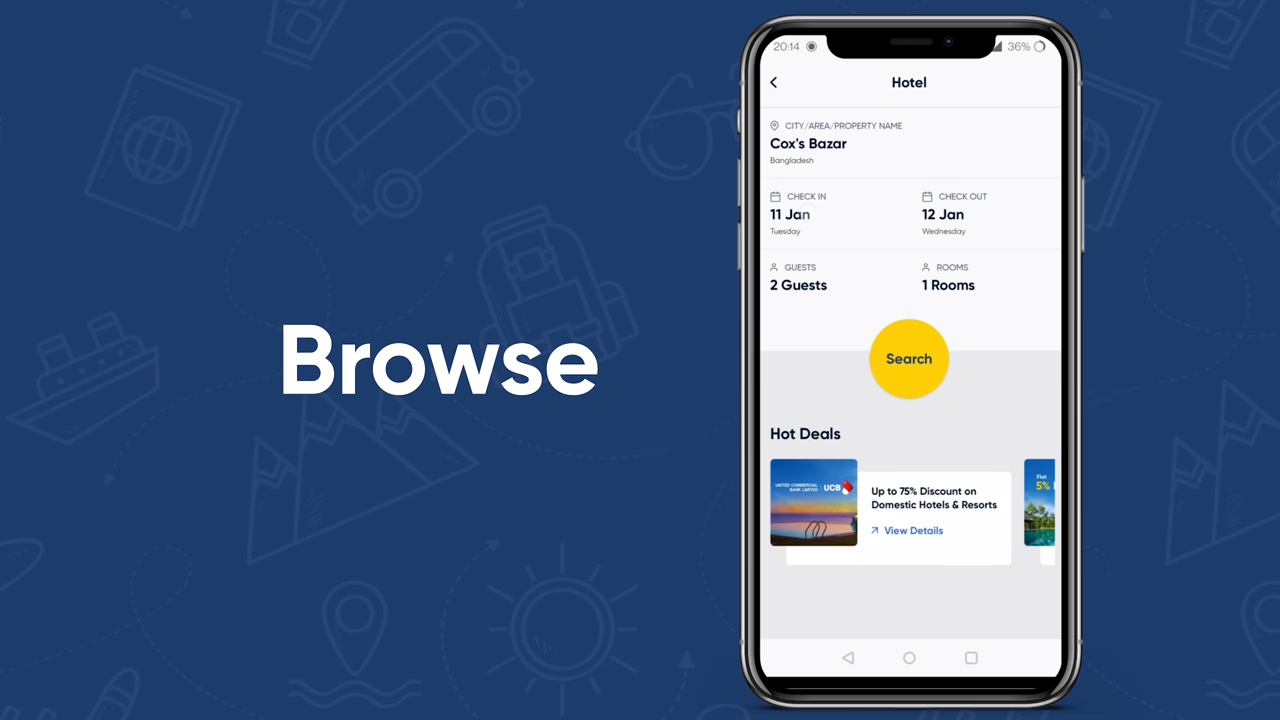 Browse
20:14
36%
Hotel
CITY/AREA/PROPERTY NAME
Cox's Bazar
Bangladesh
CHECK IN
CHECK OUT
11 Jan
12 Jan
Tuesday
Wednesday
GUESTS
ROOMS
2 Guests
1 Rooms
Search
Hot Deals
UNITED COMMERCIAL
BANK LIMITED
UCB
Up to 75% Discount on
Domestic Hotels & Resorts
View Details
Flat
5%